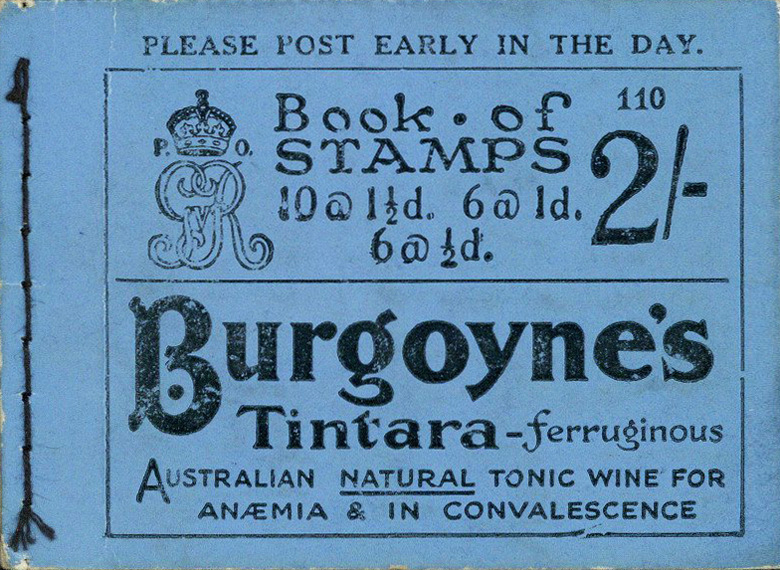 PLEASE POST EARLY IN THE DAY.
110
Book · of
STAMPS
2/-
10@1½d. 6@1d.
6@½d.
P. O.
GVR
Burgoyne's
Tintara-ferruginous
AUSTRALIAN NATURAL TONIC WINE FOR
ANÆMIA & IN CONVALESCENCE